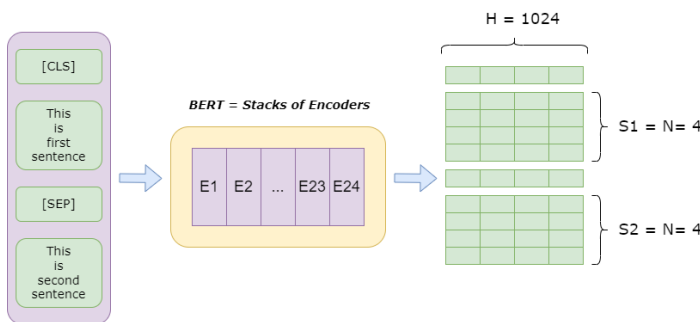 H = 1024
[CLS]
This
is
first
sentence
[SEP]
This
is
second
sentence
BERT = Stacks of Encoders
E1 E2 ... E23 E24
S1 = N= 4
S2 = N= 4